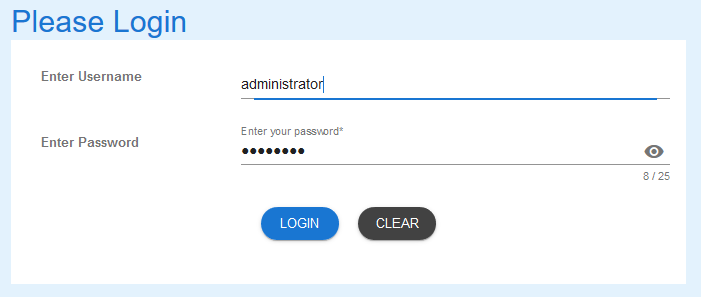 Please Login
Enter Username
administrator
Enter Password
Enter your password*
••••••••
8 / 25
LOGIN
CLEAR